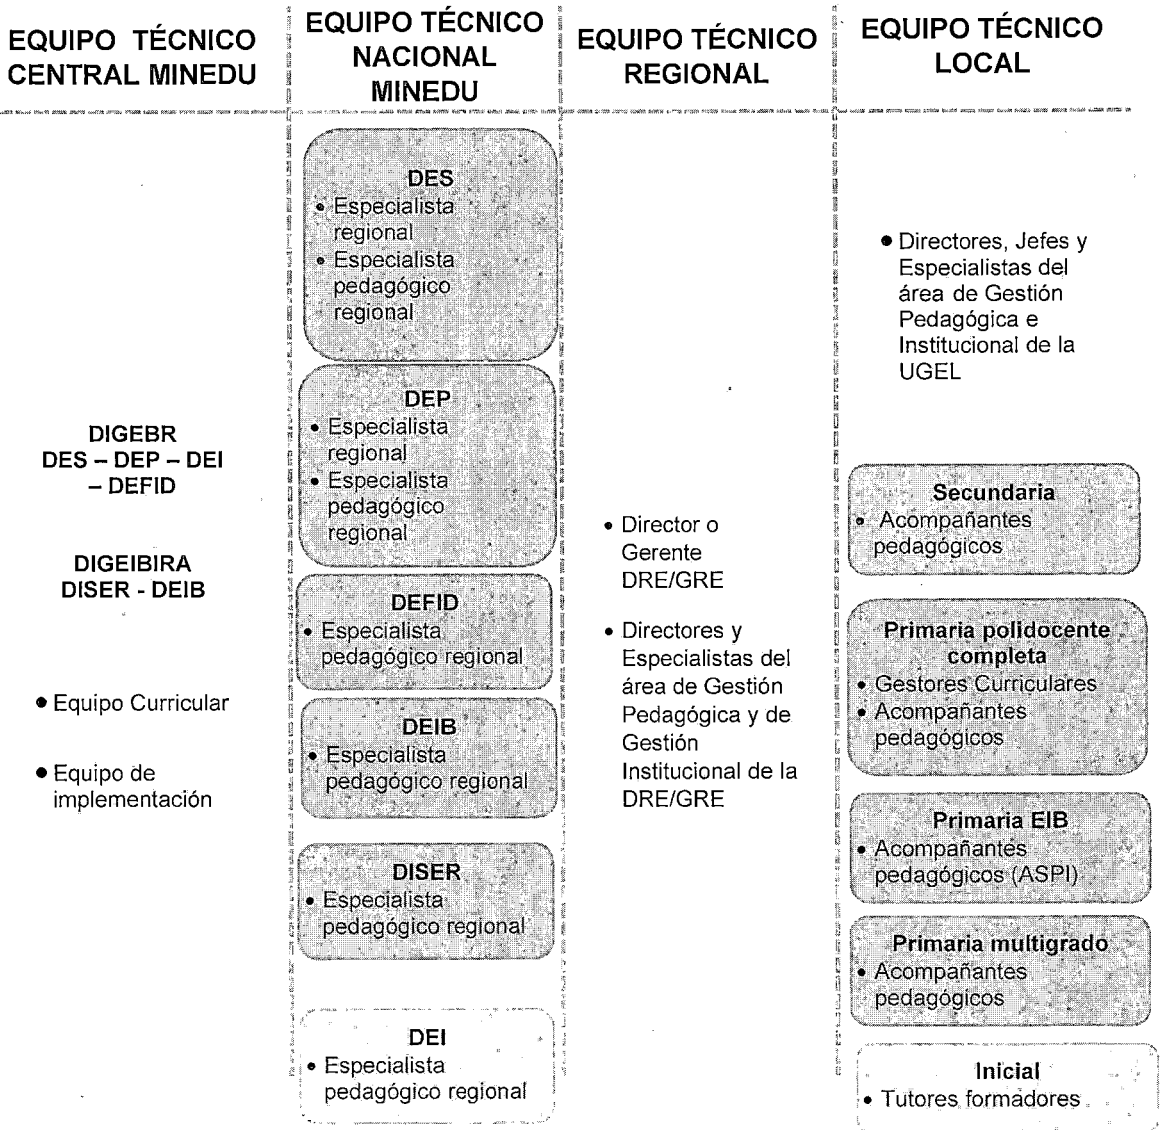 EQUIPO TÉCNICO
CENTRAL MINEDU
EQUIPO TÉCNICO
NACIONAL
MINEDU
EQUIPO TÉCNICO
REGIONAL
EQUIPO TÉCNICO
LOCAL
DIGEBR
DES – DEP – DEI
– DEFID
DIGEIBIRA
DISER - DEIB
• Equipo Curricular
• Equipo de
implementación
DES
• Especialista
regional
• Especialista
pedagógico
regional
DEP
• Especialista
regional
• Especialista
pedagógico
regional
DEFID
• Especialista
pedagógico regional
DEIB
• Especialista
pedagógico regional
DISER
• Especialista
pedagógico regional
DEI
• Especialista
pedagógico regional
• Director o
Gerente
DRE/GRE
• Directores y
Especialistas del
área de Gestión
Pedagógica y de
Gestión
Institucional de la
DRE/GRE
• Directores, Jefes y
Especialistas del
área de Gestión
Pedagógica e
Institucional de la
UGEL
Secundaria
• Acompañantes
pedagógicos
Primaria polidocente
completa
• Gestores Curriculares
• Acompañantes
pedagógicos
Primaria EIB
• Acompañantes
pedagógicos (ASPI)
Primaria multigrado
• Acompañantes
pedagógicos
Inicial
• Tutores formadores